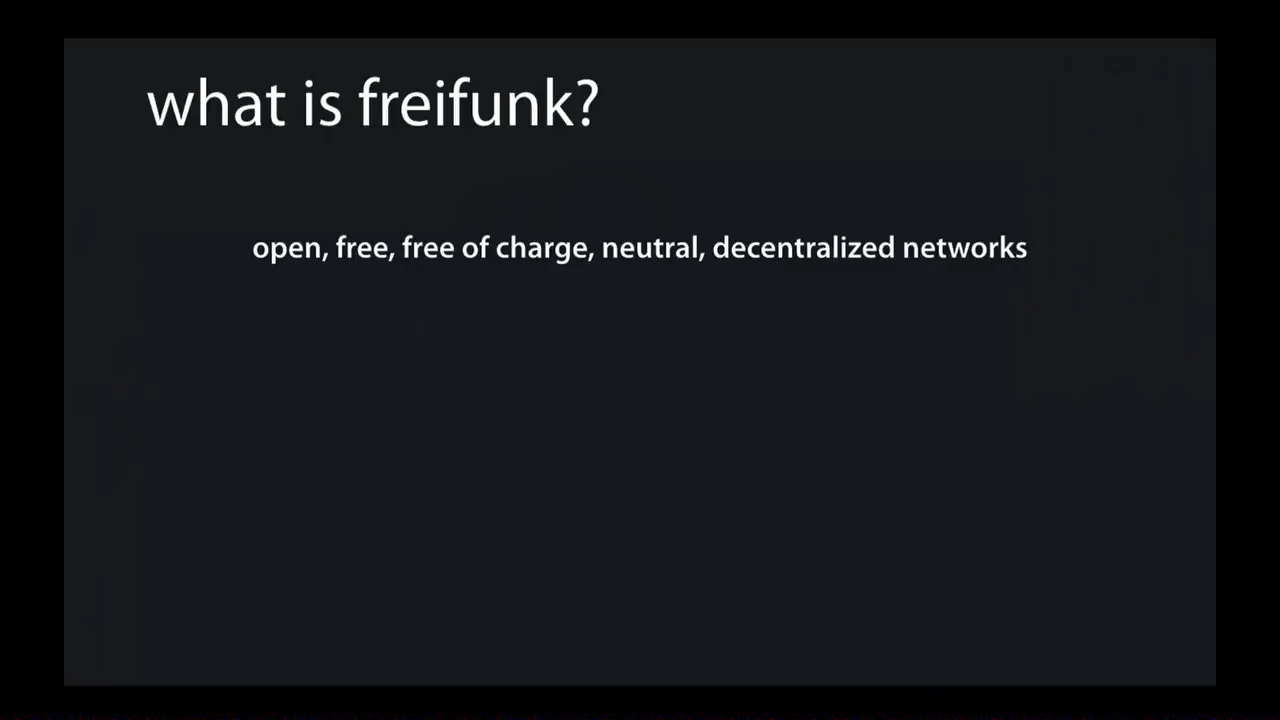 what is freifunk?
open, free, free of charge, neutral, decentralized networks